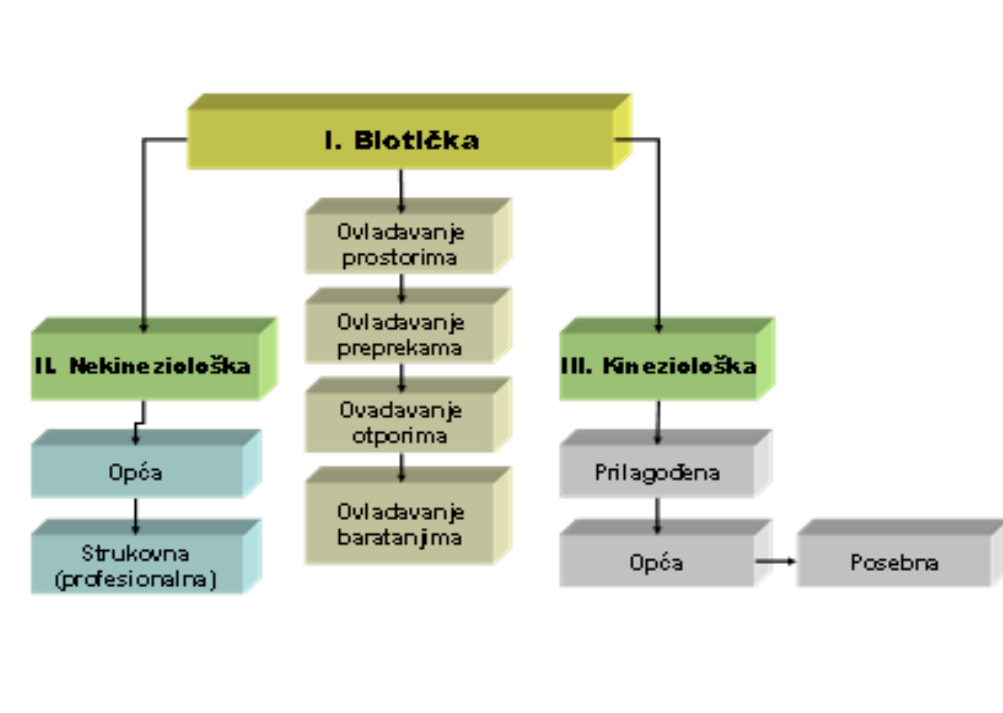 I. Biotička
Ovladavanje
prostorima
Ovladavanje
preprekama
II. Nekineziološka
III. Kineziološka
Ovadavanje
otporima
Opća
Prilagođena
Ovladavanje
baratanjima
Strukovna
(profesionalna)
Opća
Posebna